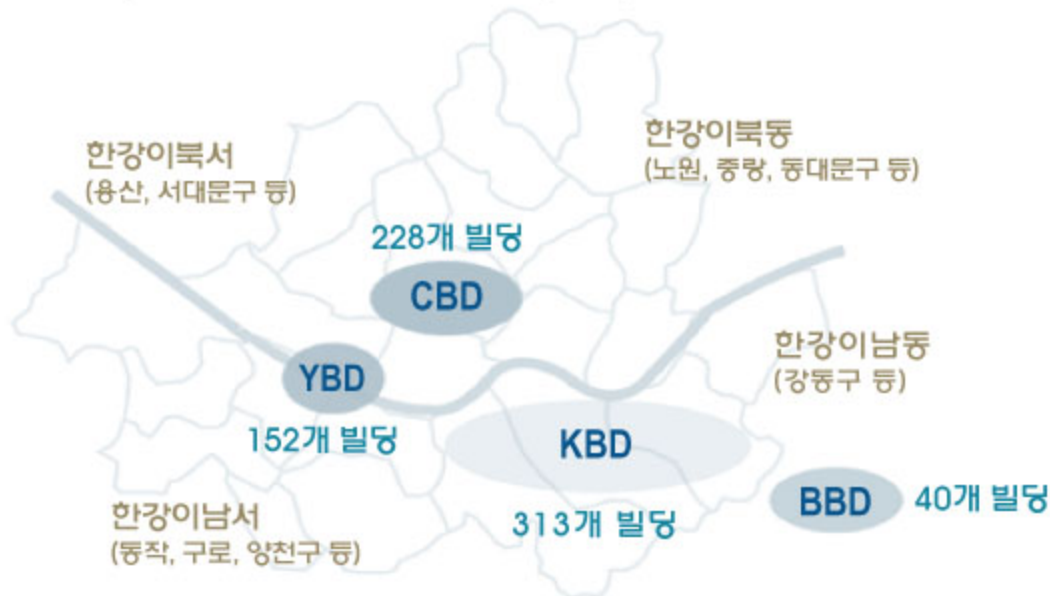 한강이북서
(용산, 서대문구 등)
한강이북동
(노원, 중랑, 동대문구 등)
228개 빌딩
CBD
YBD
152개 빌딩
한강이남동
(강동구 등)
KBD
313개 빌딩
BBD
40개 빌딩
한강이남서
(동작, 구로, 양천구 등)